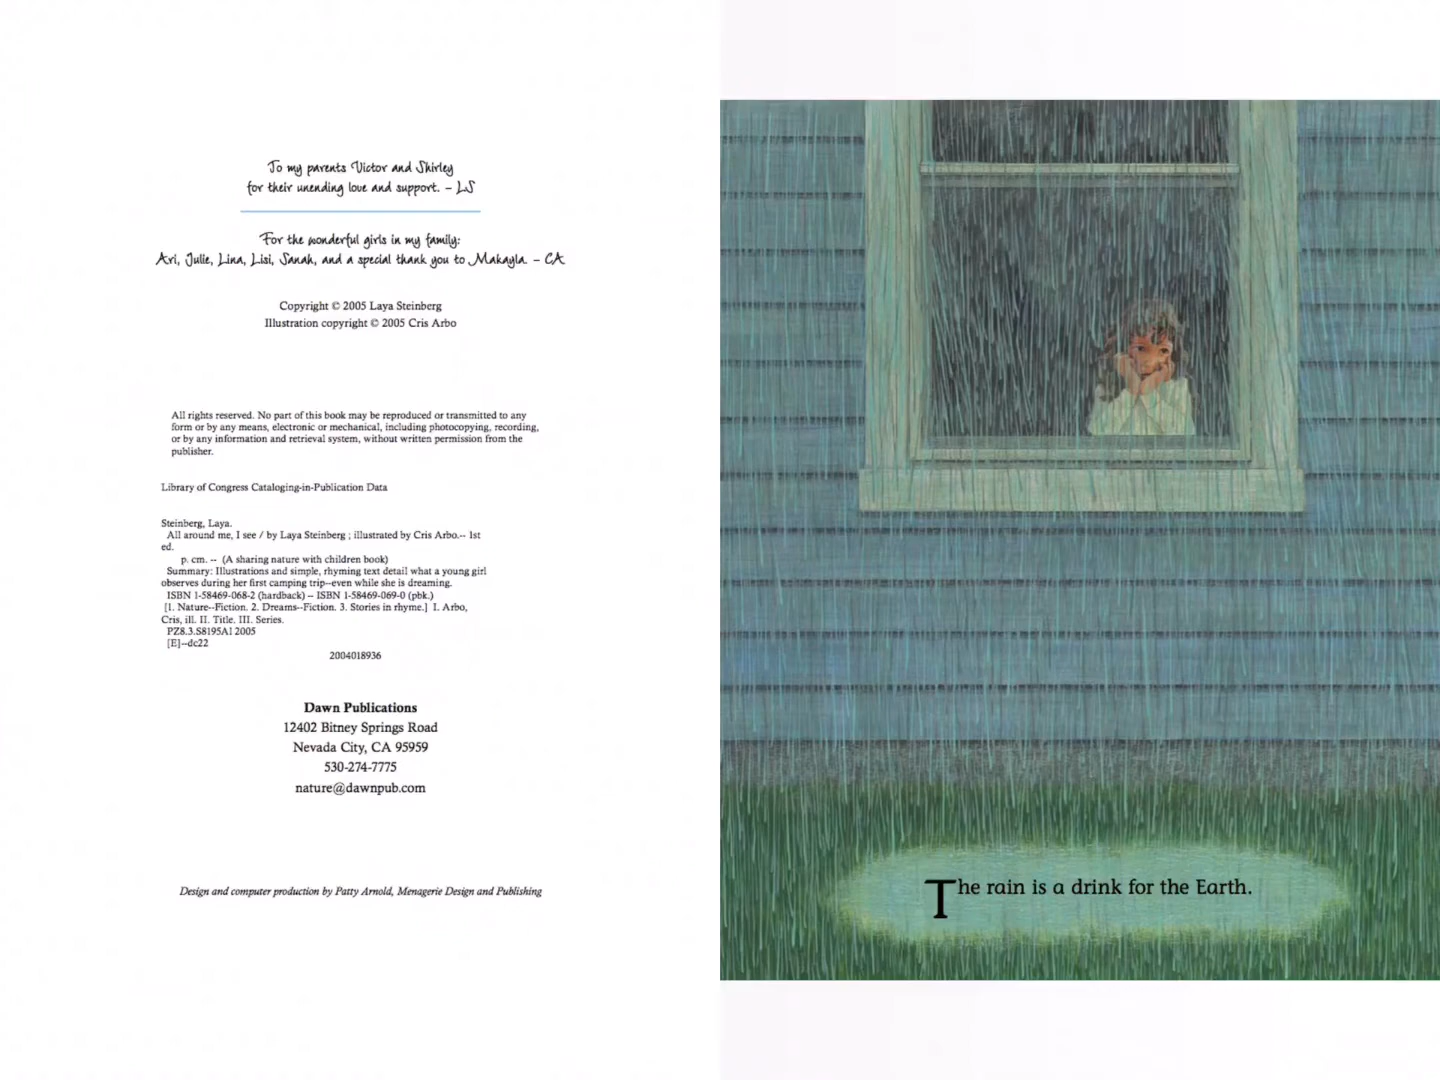 To my parents Victor and Shirley
for their unending love and support. – LS
For the wonderful girls in my family:
Ari, Julie, Lina, Lisi, Sanah, and a special thank you to Makayla. – CA
Copyright © 2005 Laya Steinberg
Illustration copyright © 2005 Cris Arbo
All rights reserved. No part of this book may be reproduced or transmitted to any
form or by any means, electronic or mechanical, including photocopying, recording,
or by any information and retrieval system, without written permission from the
publisher.
Library of Congress Cataloging-in-Publication Data
Steinberg, Laya.
All around me, I see / by Laya Steinberg ; illustrated by Cris Arbo.-- 1st
ed.
p. cm. -- (A sharing nature with children book)
Summary: Illustrations and simple, rhyming text detail what a young girl
observes during her first camping trip--even while she is dreaming.
ISBN 1-58469-068-2 (hardback) -- ISBN 1-58469-069-0 (pbk.)
[1. Nature--Fiction. 2. Dreams--Fiction. 3. Stories in rhyme.] I. Arbo,
Cris, ill. II. Title. III. Series.
PZ8.3.S8195Al 2005
[E]--dc22
2004018936
Dawn Publications
12402 Bitney Springs Road
Nevada City, CA 95959
530-274-7775
nature@dawnpub.com
Design and computer production by Patty Arnold, Menagerie Design and Publishing
The rain is a drink for the Earth.